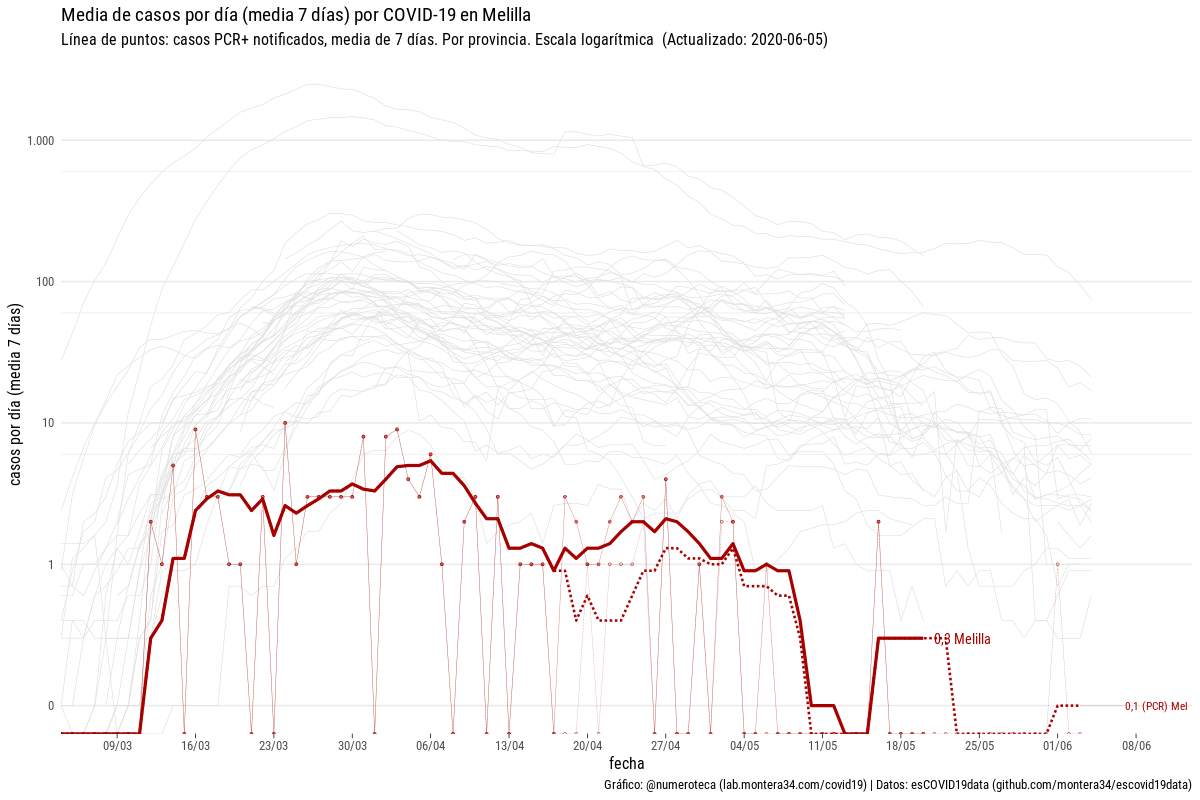 Media de casos por día (media 7 días) por COVID-19 en Melilla
Línea de puntos: casos PCR+ notificados, media de 7 días. Por provincia. Escala logarítmica (Actualizado: 2020-06-05)
casos por día (media 7 días)
1.000
100
10
1
0
0,3 Melilla
0,1 (PCR) Mel
09/03
16/03
23/03
30/03
06/04
13/04
20/04
27/04
04/05
11/05
18/05
25/05
01/06
08/06
fecha
Gráfico: @numeroteca (lab.montera34.com/covid19) | Datos: esCOVID19data (github.com/montera34/escovid19data)